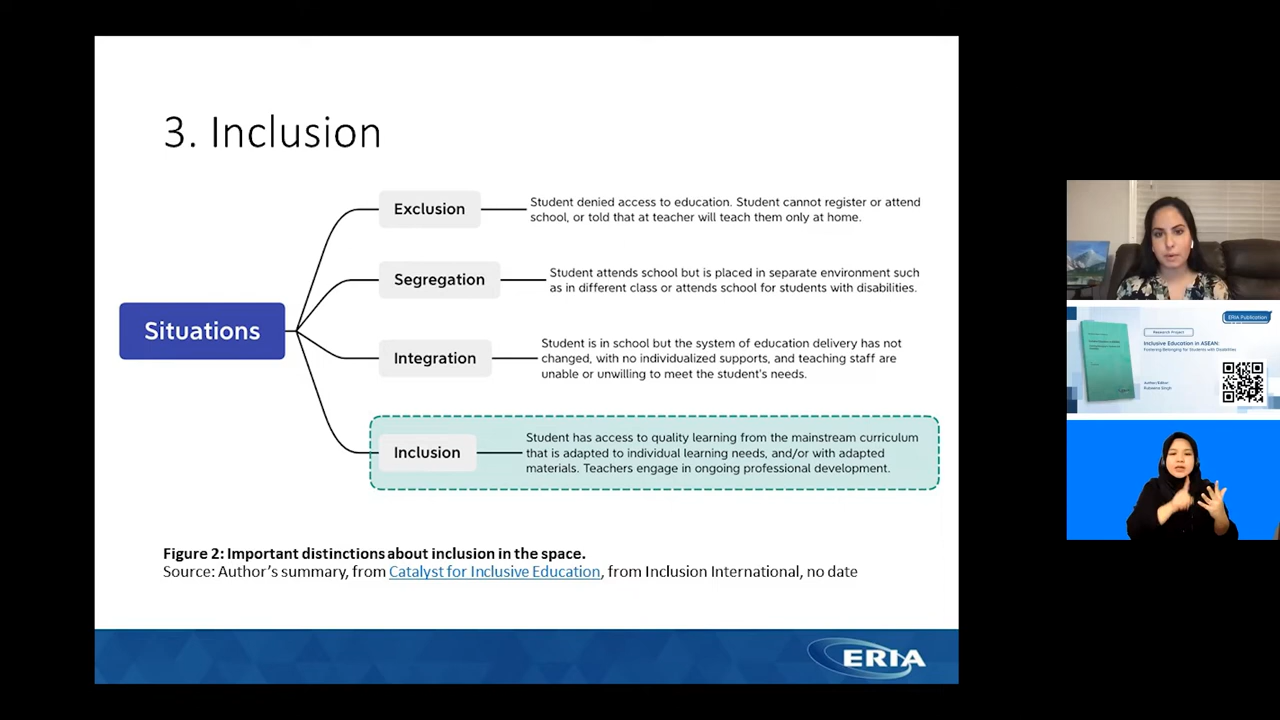 3. Inclusion
Situations
Exclusion
Student denied access to education. Student cannot register or attend
school, or told that at teacher will teach them only at home.
Segregation
Student attends school but is placed in separate environment such
as in different class or attends school for students with disabilities.
Integration
Student is in school but the system of education delivery has not
changed, with no individualized supports, and teaching staff are
unable or unwilling to meet the student's needs.
Inclusion
Student has access to quality learning from the mainstream curriculum
that is adapted to individual learning needs, and/or with adapted
materials. Teachers engage in ongoing professional development.
Figure 2: Important distinctions about inclusion in the space.
Source: Author's summary, from Catalyst for Inclusive Education, from Inclusion International, no date
ERIA
ERIA Publication
Research Project
Inclusive Education in ASEAN:
Fostering Belonging for Students with Disabilities
Author/Editor:
Rubeena Singh